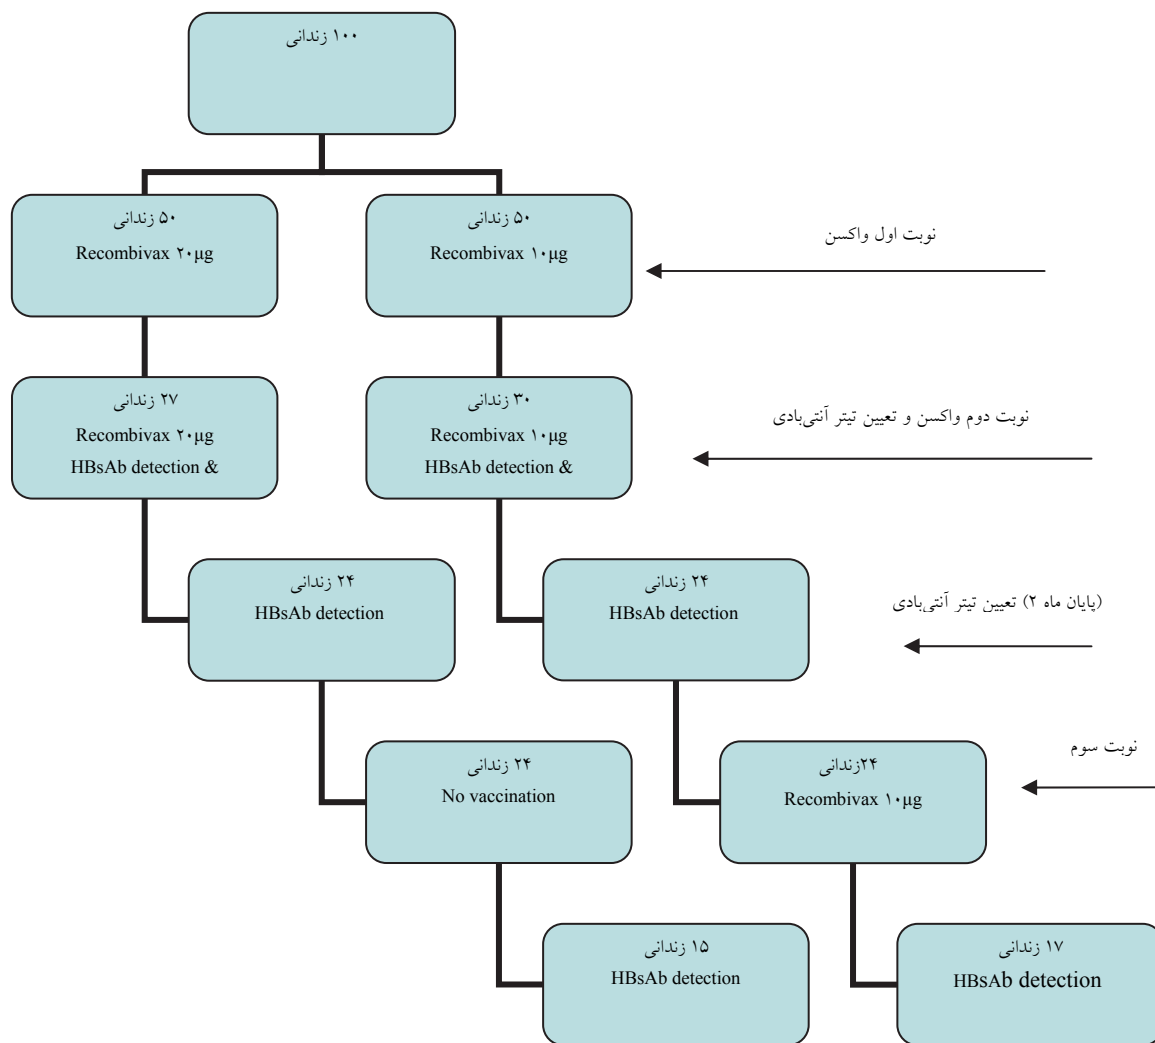 ۱۰۰ زندانی
۵۰ زندانی
Recombivax ۲۰µg
۵۰ زندانی
Recombivax ۱۰µg
نوبت اول واکسن
۲۷ زندانی
Recombivax ۲۰µg
HBsAb detection &
۳۰ زندانی
Recombivax ۱۰µg
HBsAb detection &
نوبت دوم واکسن و تعیین تیتر آنتی‌بادی
۲۴ زندانی
HBsAb detection
۲۴ زندانی
HBsAb detection
(پایان ماه ۲) تعیین تیتر آنتی‌بادی
۲۴ زندانی
No vaccination
۲۴زندانی
Recombivax ۱۰µg
نوبت سوم
۱۵ زندانی
HBsAb detection
۱۷ زندانی
HBsAb detection